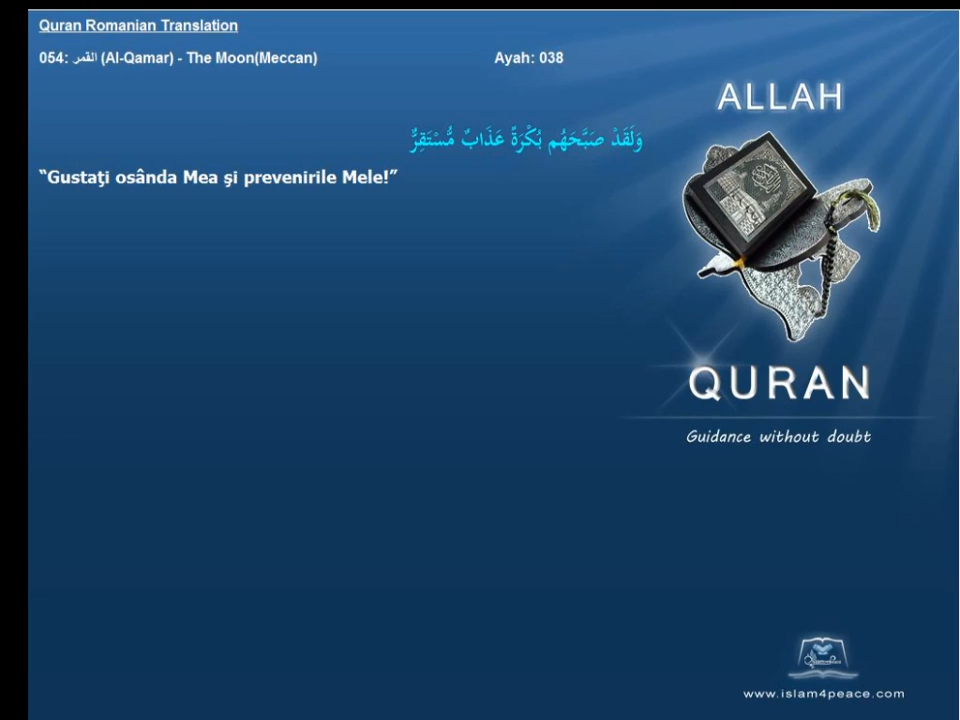 Quran Romanian Translation
054: القمر (Al-Qamar) - The Moon(Meccan) Ayah: 038
ALLAH
وَلَقَدْ صَبَّحَهُم بُكْرَةً عَذَابٌ مُّسْتَقِرٌّ
“Gustaţi osânda Mea şi prevenirile Mele!”
QURAN
Guidance without doubt
www.islam4peace.com